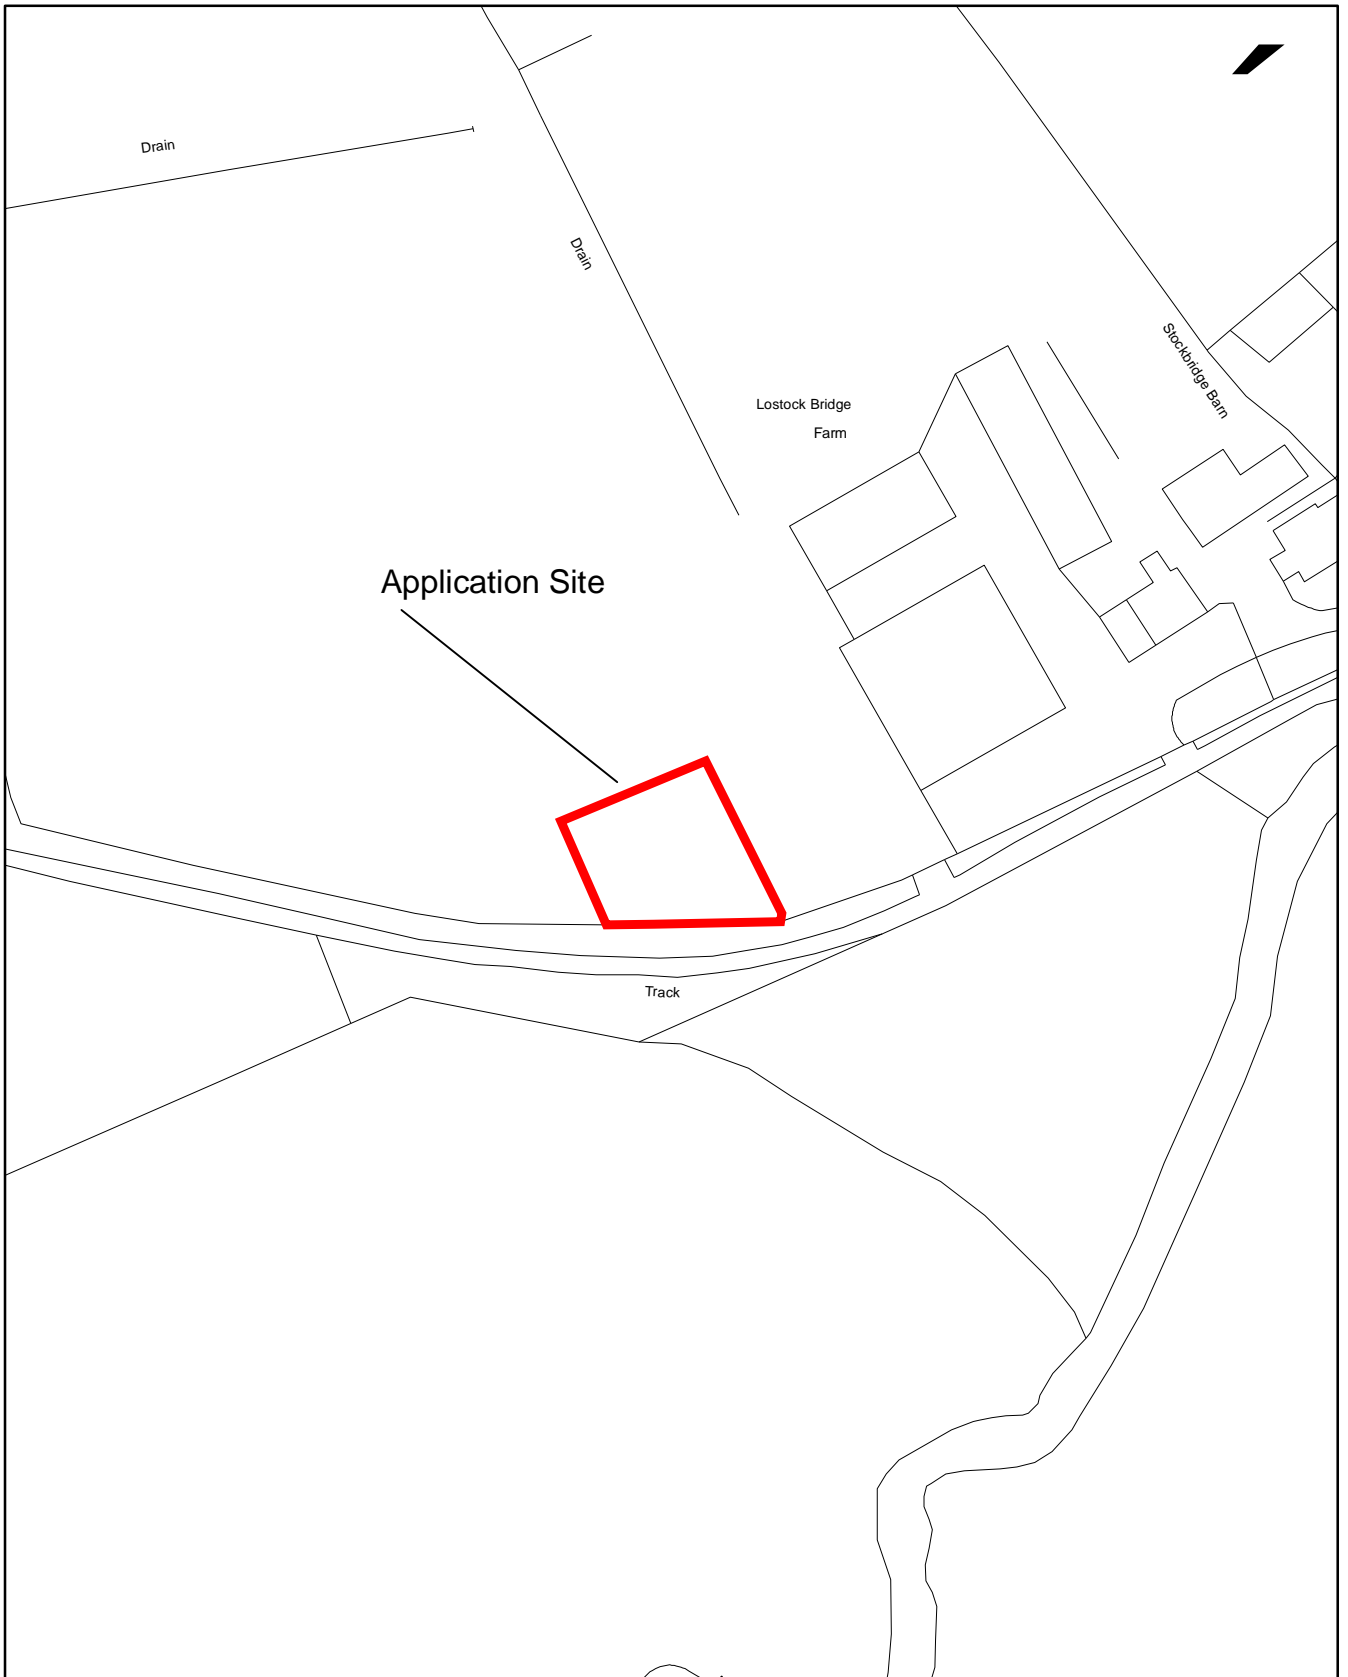 Drain
Drain
Stockbridge Barn
Lostock Bridge
Farm
Application Site
Track